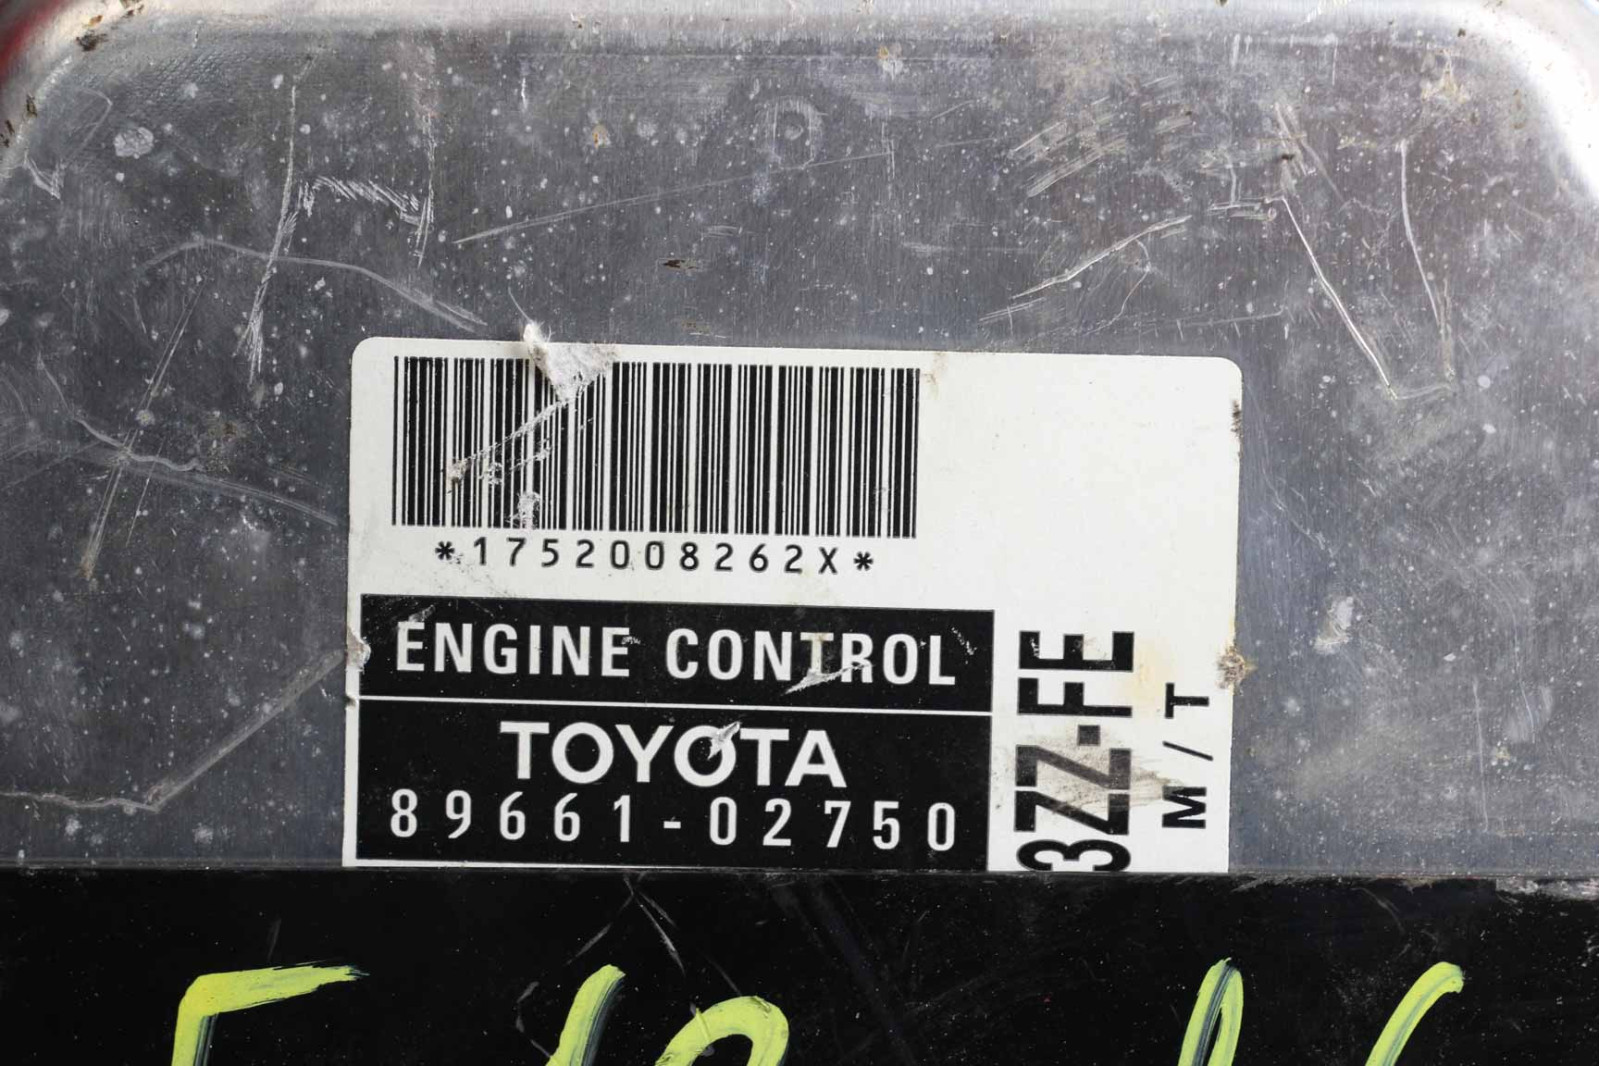 *1752008262X*
ENGINE CONTROL
TOYOTA
89661-02750
3ZZ-FE
M/T